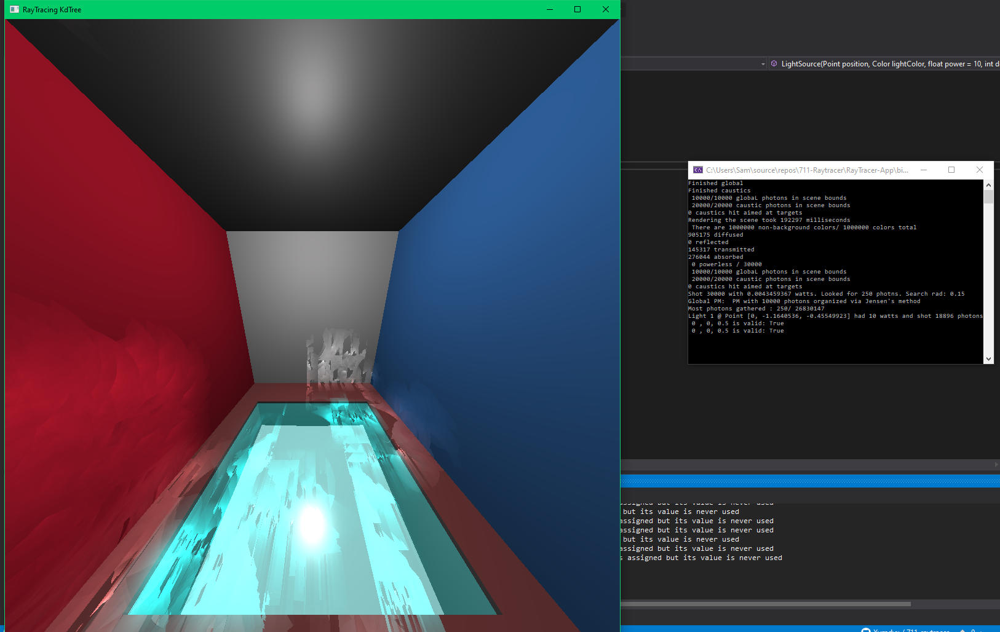 RayTracing KdTree
LightSource(Point position, Color lightColor, float power = 10, int d
C:\Users\Sam\source\repos\711-Raytracer\RayTracer-App\bi...
Finished global
Finished caustics
10000/10000 globaL photons in scene bounds
20000/20000 caustic photons in scene bounds
0 caustics hit aimed at targets
Rendering the scene took 192297 milliseconds
There are 1000000 non-background colors/ 1000000 colors total
905175 diffused
0 reflected
145317 transmitted
276044 absorbed
0 powerless / 30000
10000/10000 globaL photons in scene bounds
20000/20000 caustic photons in scene bounds
0 caustics hit aimed at targets
Shot 30000 with 0.0043459367 watts. Looked for 250 photns. Search rad: 0.15
Global PM:  PM with 10000 photons organized via Jensen's method
Most photons gathered : 250/ 26830147
Light 1 @ Point [0, -1.1640536, -0.45549923] had 10 watts and shot 18896 photons
0 , 0, 0.5 is valid: True
0 , 0, 0.5 is valid: True
assigned but its value is never used
but its value is never used
assigned but its value is never used
assigned but its value is never used
but its value is never used
assigned but its value is never used
s assigned but its value is never used